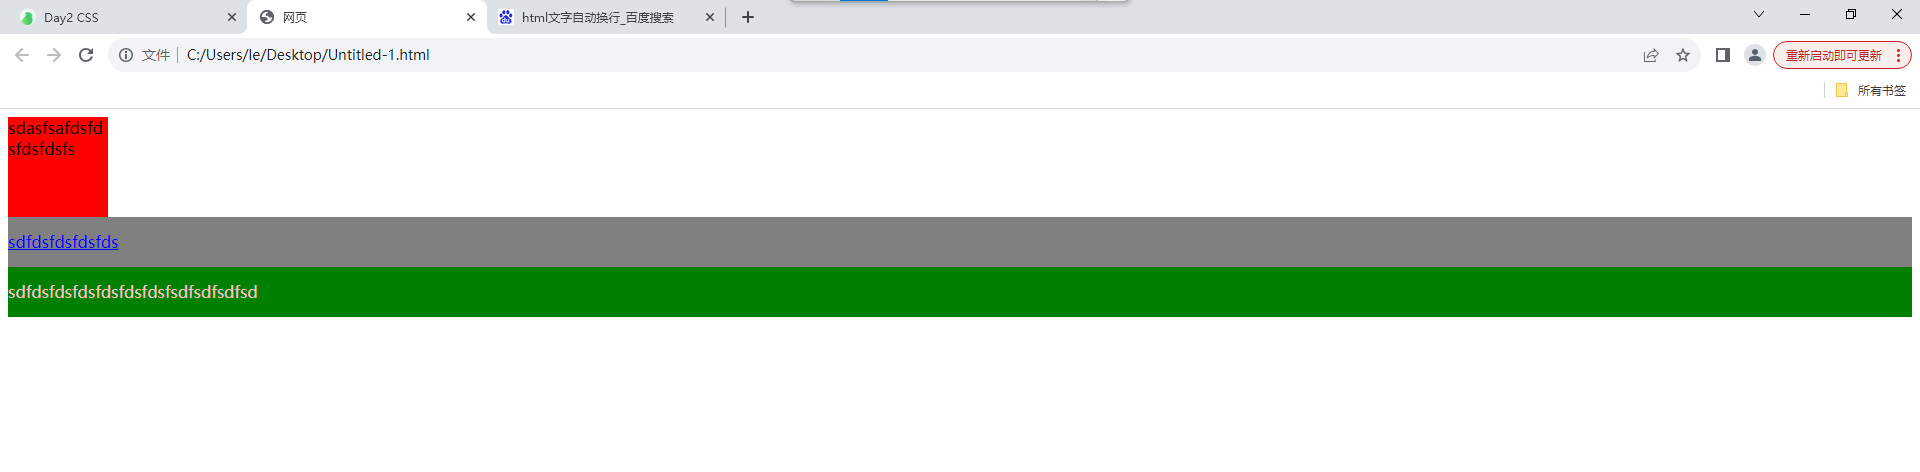 Day2 CSS
网页
html文字自动换行_百度搜索
文件
C:/Users/le/Desktop/Untitled-1.html
重新启动即可更新
所有书签
sdasfsafdsfd
sfdsfdsfs
sdfdsfdsfdsfds
sdfdsfdsfdsfdsfdsfdsfsdfsdfsdfsd